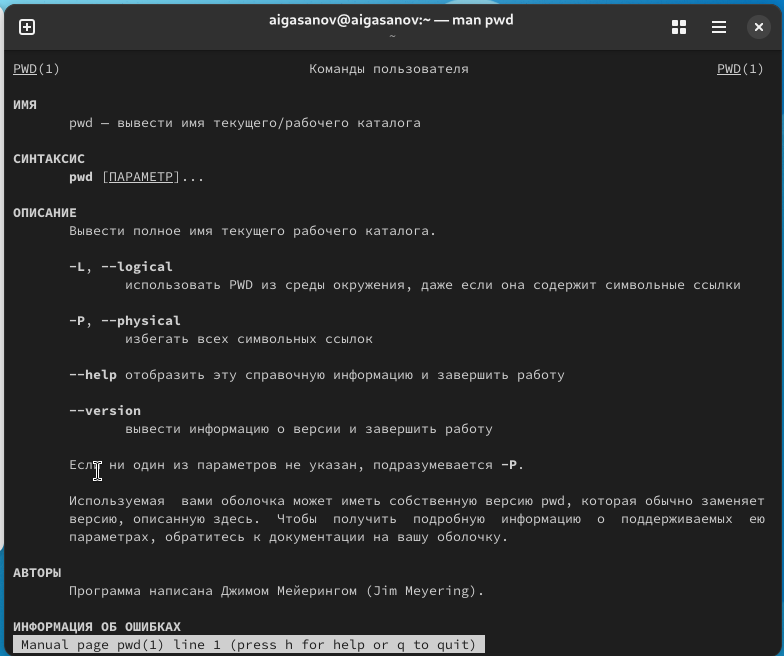 aigasanov@aigasanov:~ — man pwd
~
PWD(1) Команды пользователя PWD(1)
ИМЯ
pwd – вывести имя текущего/рабочего каталога
СИНТАКСИС
pwd [ПАРАМЕТР]...
ОПИСАНИЕ
Вывести полное имя текущего рабочего каталога.
-L, --logical
использовать PWD из среды окружения, даже если она содержит символьные ссылки
-P, --physical
избегать всех символьных ссылок
--help отобразить эту справочную информацию и завершить работу
--version
вывести информацию о версии и завершить работу
Если ни один из параметров не указан, подразумевается -P.
Используемая вами оболочка может иметь собственную версию pwd, которая обычно заменяет
версию, описанную здесь. Чтобы получить подробную информацию о поддерживаемых ею
параметрах, обратитесь к документации на вашу оболочку.
АВТОРЫ
Программа написана Джимом Мейерингом (Jim Meyering).
ИНФОРМАЦИЯ ОБ ОШИБКАХ
Manual page pwd(1) line 1 (press h for help or q to quit)